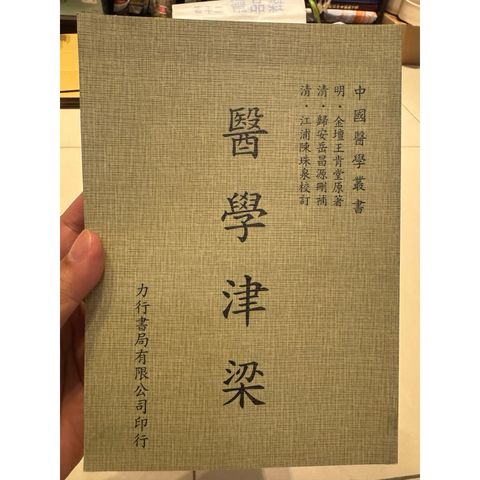 中國醫學叢書
明·金壇王肯堂原著
清·歸安岳昌源刪補
清·江浦陳珠泉校訂
醫學津梁
力行書局有限公司印行